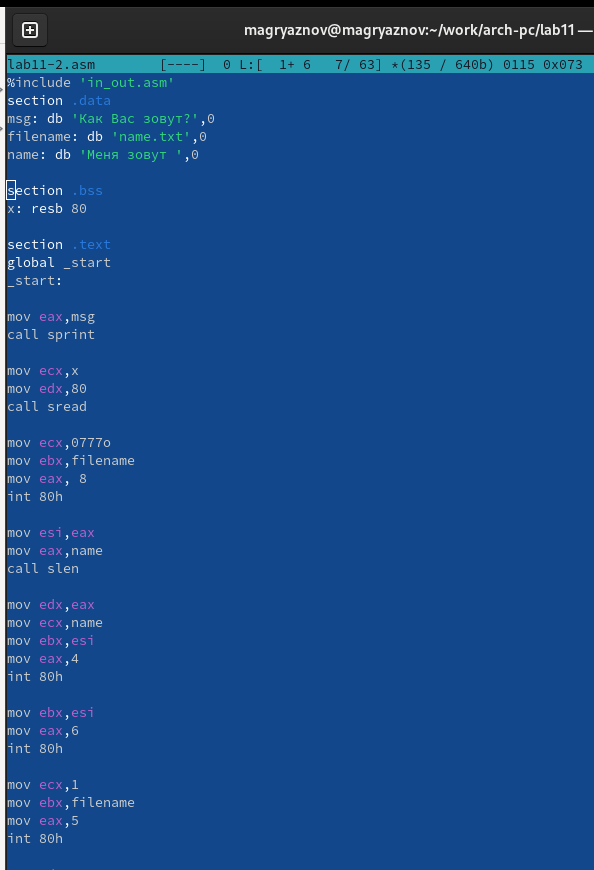 magryaznov@magryaznov:~/work/arch-pc/lab11 —
lab11-2.asm [----] 0 L:[ 1+ 6 7/ 63] *(135 / 640b) 0115 0x073
%include 'in_out.asm'
section .data
msg: db 'Как Вас зовут?',0
filename: db 'name.txt',0
name: db 'Меня зовут ',0
section .bss
x: resb 80
section .text
global _start
_start:
mov eax,msg
call sprint
mov ecx,x
mov edx,80
call sread
mov ecx,0777o
mov ebx,filename
mov eax, 8
int 80h
mov esi,eax
mov eax,name
call slen
mov edx,eax
mov ecx,name
mov ebx,esi
mov eax,4
int 80h
mov ebx,esi
mov eax,6
int 80h
mov ecx,1
mov ebx,filename
mov eax,5
int 80h